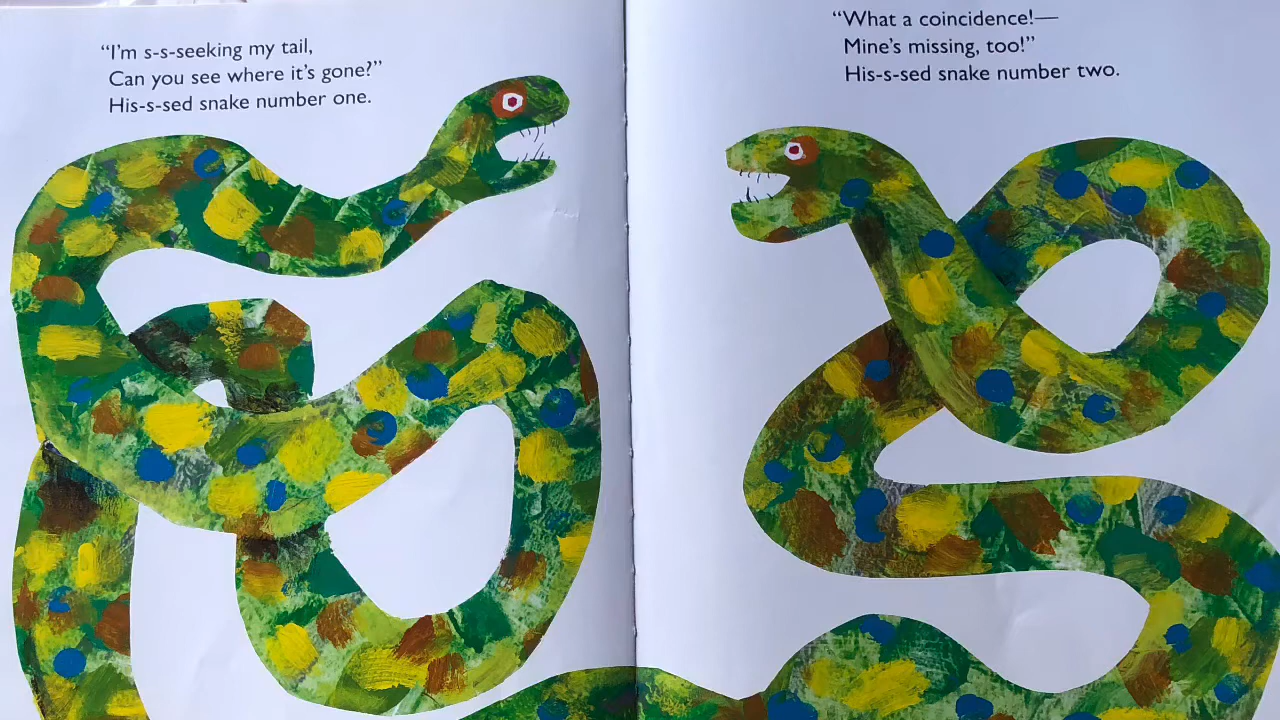 “I’m s-s-seeking my tail,
Can you see where it’s gone?”
His-s-sed snake number one.
“What a coincidence!—
Mine’s missing, too!”
His-s-sed snake number two.